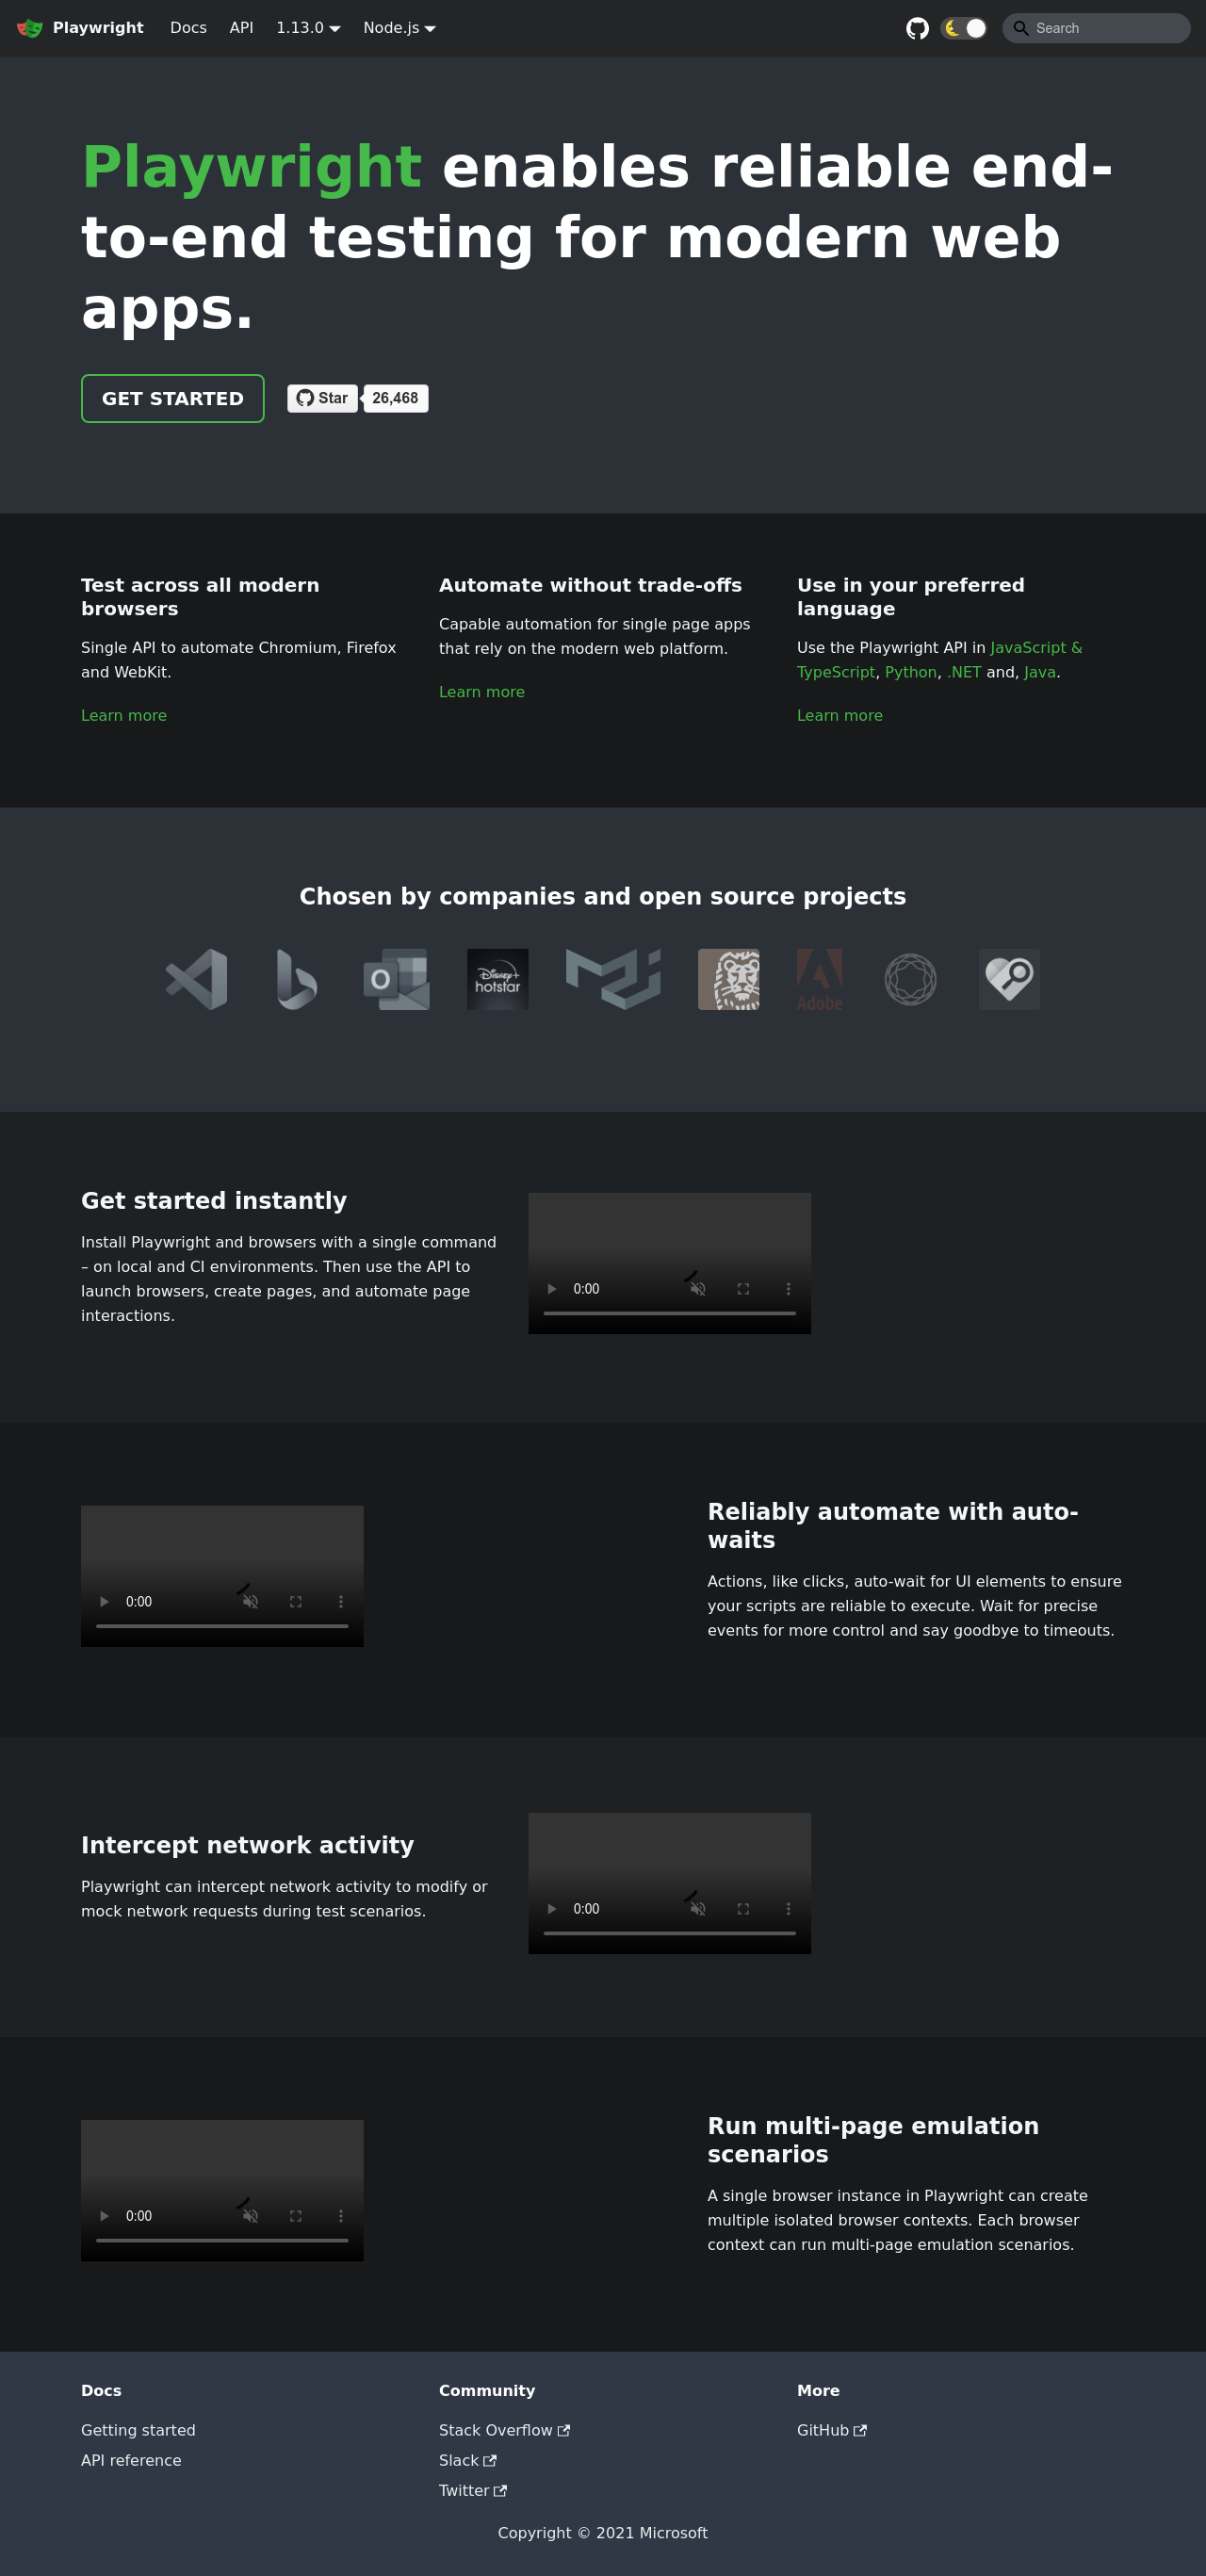 Playwright Docs API 1.13.0 Node.js Search
Playwright enables reliable end-
to-end testing for modern web
apps.
GET STARTED Star 26,468
Test across all modern
browsers
Single API to automate Chromium, Firefox
and WebKit.
Learn more
Automate without trade-offs
Capable automation for single page apps
that rely on the modern web platform.
Learn more
Use in your preferred
language
Use the Playwright API in JavaScript &
TypeScript, Python, .NET and, Java.
Learn more
Chosen by companies and open source projects
O
Disney+
hotstar
Adobe
Get started instantly
Install Playwright and browsers with a single command
– on local and CI environments. Then use the API to
launch browsers, create pages, and automate page
interactions.
0:00
0:00
Reliably automate with auto-
waits
Actions, like clicks, auto-wait for UI elements to ensure
your scripts are reliable to execute. Wait for precise
events for more control and say goodbye to timeouts.
Intercept network activity
Playwright can intercept network activity to modify or
mock network requests during test scenarios.
0:00
0:00
Run multi-page emulation
scenarios
A single browser instance in Playwright can create
multiple isolated browser contexts. Each browser
context can run multi-page emulation scenarios.
Docs
Getting started
API reference
Community
Stack Overflow
Slack
Twitter
More
GitHub
Copyright © 2021 Microsoft